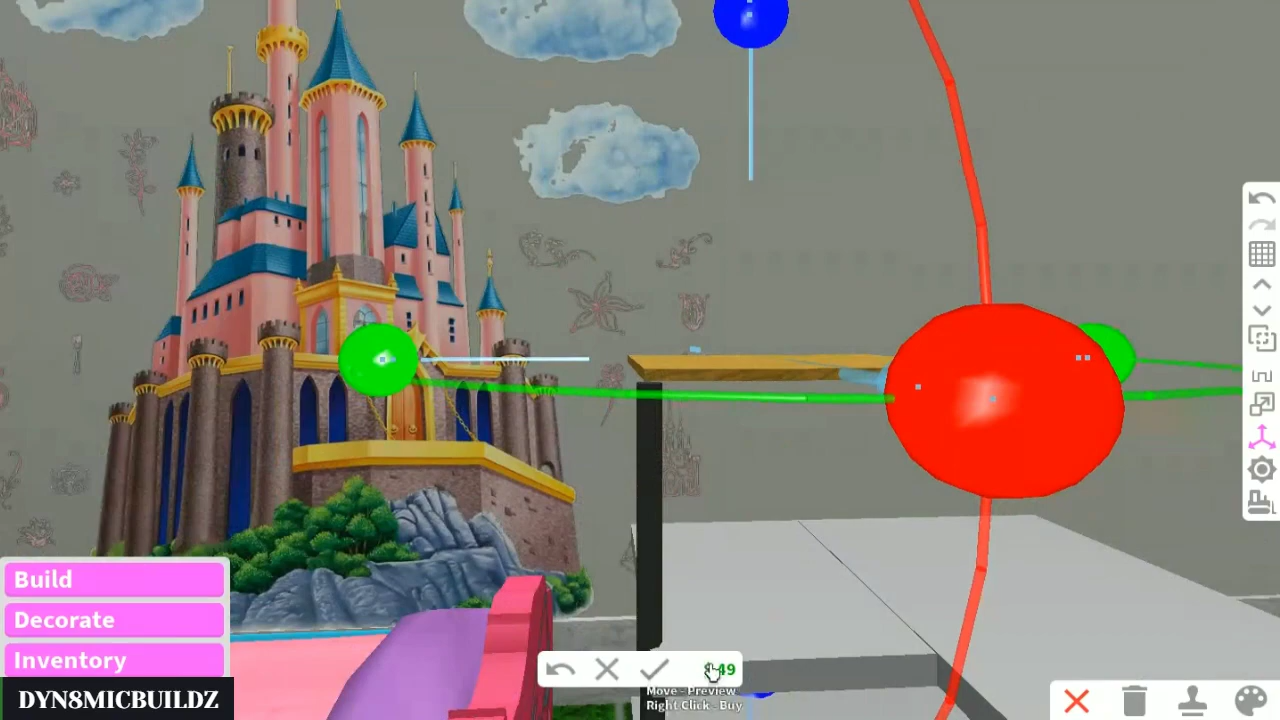 Build
Decorate
Inventory
DYN8MICBUILDZ
Move - Preview
Right Click - Buy